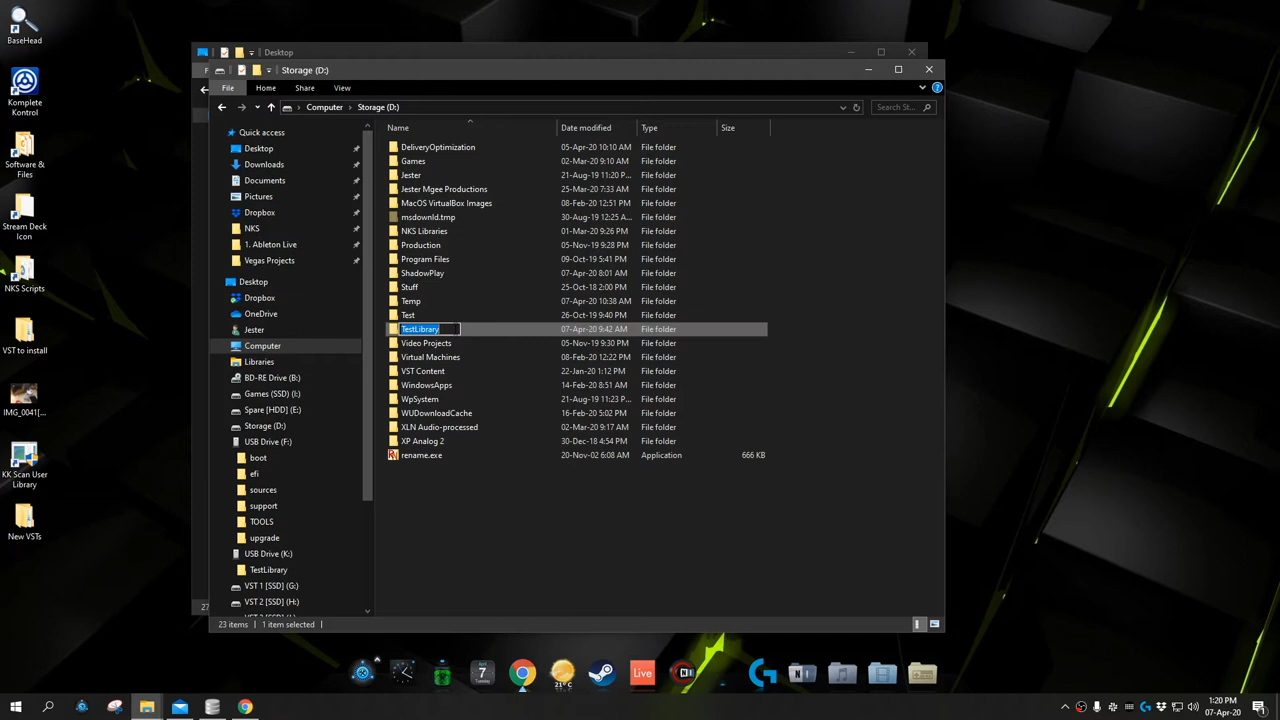 BaseHead
Komplete
Kontrol
Software &
Files
Stream Deck
Icon
NKS Scripts
VST to install
IMG_0041[...
KK Scan User
Library
New VSTs
Desktop
Storage (D:)
File
Home
Share
View
Computer
Storage (D:)
Search St...
Quick access
Desktop
Downloads
Documents
Pictures
Dropbox
NKS
1. Ableton Live
Vegas Projects
Desktop
Dropbox
OneDrive
Jester
Computer
Libraries
BD-RE Drive (B:)
Games (SSD) (I:)
Spare [HDD] (E:)
Storage (D:)
USB Drive (F:)
boot
efi
sources
support
TOOLS
upgrade
USB Drive (K:)
TestLibrary
VST 1 [SSD] (G:)
VST 2 [SSD] (H:)
Name Date modified Type Size
DeliveryOptimization 05-Apr-20 10:10 AM File folder
Games 02-Mar-20 9:10 AM File folder
Jester 21-Aug-19 11:20 P... File folder
Jester Mgee Productions 25-Mar-20 7:33 AM File folder
MacOS VirtualBox Images 08-Feb-20 12:51 PM File folder
msdownld.tmp 30-Aug-19 12:25 A... File folder
NKS Libraries 01-Mar-20 9:26 PM File folder
Production 05-Nov-19 9:28 PM File folder
Program Files 09-Oct-19 5:41 PM File folder
ShadowPlay 07-Apr-20 8:01 AM File folder
Stuff 25-Oct-18 2:00 PM File folder
Temp 07-Apr-20 10:38 AM File folder
Test 26-Oct-19 9:40 PM File folder
TestLibrary 07-Apr-20 9:42 AM File folder
Video Projects 05-Nov-19 9:30 PM File folder
Virtual Machines 08-Feb-20 12:22 PM File folder
VST Content 22-Jan-20 1:12 PM File folder
WindowsApps 14-Feb-20 8:51 AM File folder
WpSystem 21-Aug-19 11:23 P... File folder
WUDownloadCache 16-Feb-20 5:02 PM File folder
XLN Audio-processed 02-Mar-20 9:17 AM File folder
XP Analog 2 30-Dec-18 4:54 PM File folder
rename.exe 20-Nov-02 6:08 AM Application 666 KB
27
23 items 1 item selected
7
Tuesday
21°C
Live
1:20 PM
07-Apr-20
1